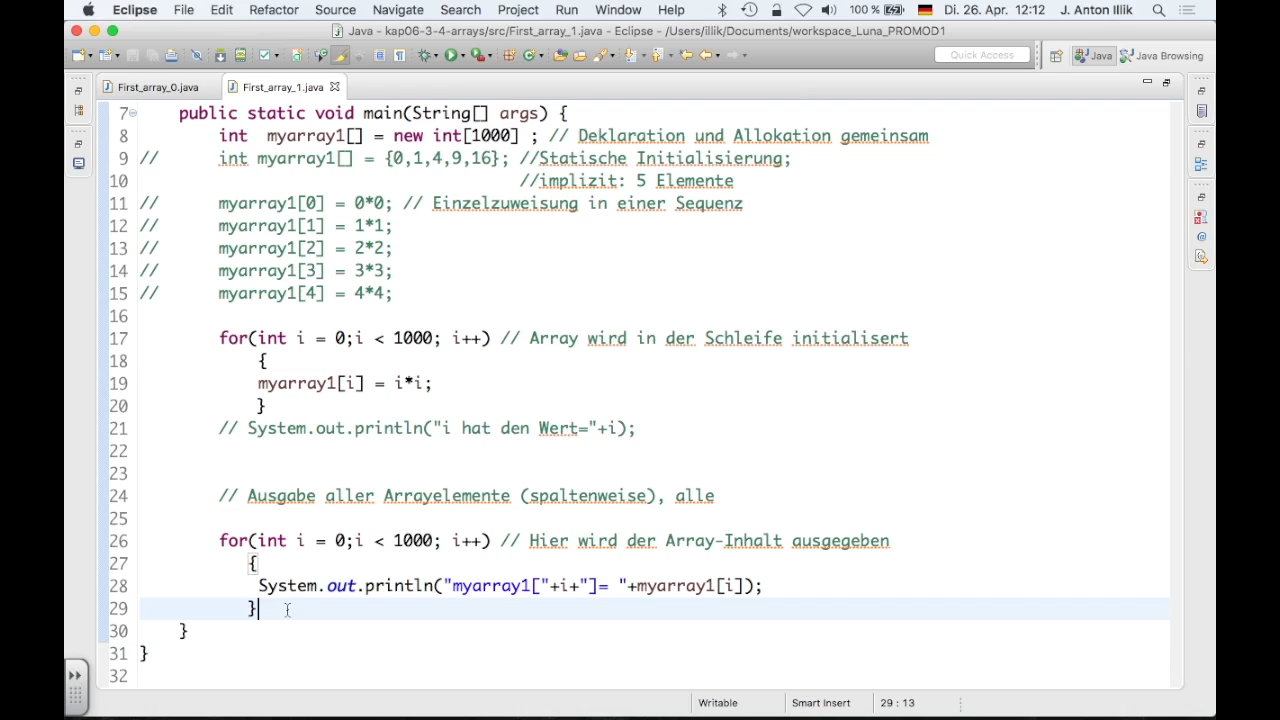 Eclipse File Edit Refactor Source Navigate Search Project Run Window Help 100 % Di. 26. Apr. 12:12 J. Anton Illik
Java - kap06-3-4-arrays/src/First_array_1.java - Eclipse - /Users/illik/Documents/workspace_Luna_PROMOD1
Quick Access Java Java Browsing
First_array_0.java First_array_1.java
7 public static void main(String[] args) {
8 int myarray1[] = new int[1000] ; // Deklaration und Allokation gemeinsam
9 // int myarray1[] = {0,1,4,9,16}; //Statische Initialisierung;
10 //implizit: 5 Elemente
11 // myarray1[0] = 0*0; // Einzelzuweisung in einer Sequenz
12 // myarray1[1] = 1*1;
13 // myarray1[2] = 2*2;
14 // myarray1[3] = 3*3;
15 // myarray1[4] = 4*4;
16
17 for(int i = 0;i < 1000; i++) // Array wird in der Schleife initialisert
18 {
19 myarray1[i] = i*i;
20 }
21 // System.out.println("i hat den Wert="+i);
22
23
24 // Ausgabe aller Arrayelemente (spaltenweise), alle
25
26 for(int i = 0;i < 1000; i++) // Hier wird der Array-Inhalt ausgegeben
27 {
28 System.out.println("myarray1["+i+"]= "+myarray1[i]);
29 }
30 }
31 }
32
Writable Smart Insert 29 : 13